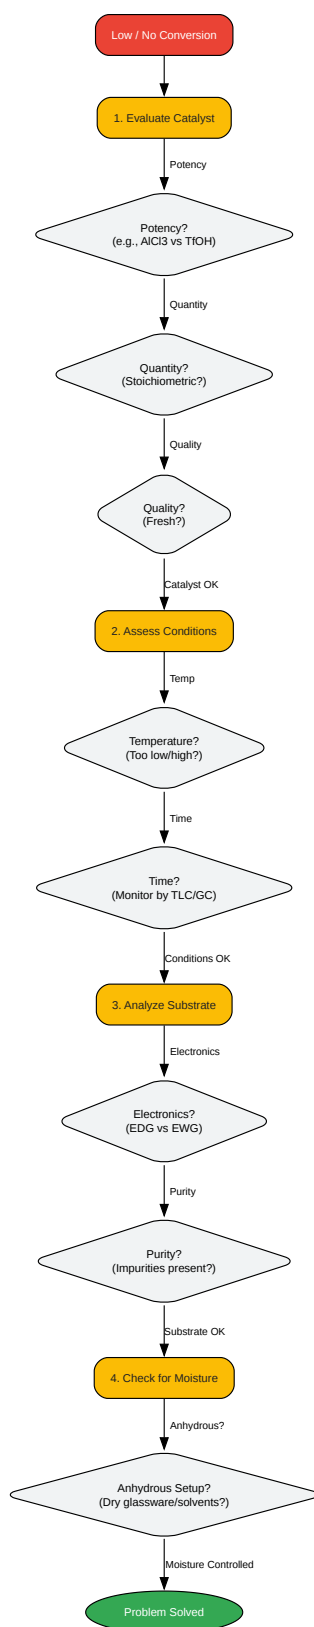 Low / No Conversion
1. Evaluate Catalyst
Potency
Potency?
(e.g., AlCl3 vs TfOH)
Quantity
Quantity?
(Stoichiometric?)
Quality
Quality?
(Fresh?)
Catalyst OK
2. Assess Conditions
Temp
Temperature?
(Too low/high?)
Time
Time?
(Monitor by TLC/GC)
Conditions OK
3. Analyze Substrate
Electronics
Electronics?
(EDG vs EWG)
Purity
Purity?
(Impurities present?)
Substrate OK
4. Check for Moisture
Anhydrous?
Anhydrous Setup?
(Dry glassware/solvents?)
Moisture Controlled
Problem Solved